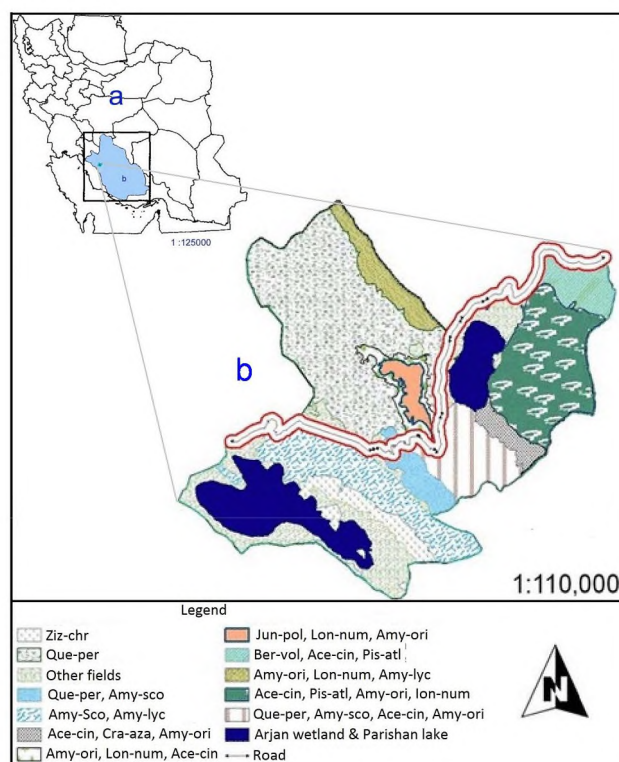 a
b
1 :125000
b
1:110,000
Legend
Ziz-chr
Que-per
Other fields
Que-per, Amy-sco
Amy-Sco, Amy-lyc
Ace-cin, Cra-aza, Amy-ori
Amy-ori, Lon-num, Ace-cin
Jun-pol, Lon-num, Amy-ori
Ber-vol, Ace-cin, Pis-atl
Amy-ori, Lon-num, Amy-lyc
Ace-cin, Pis-atl, Amy-ori, lon-num
Que-per, Amy-sco, Ace-cin, Amy-ori
Arjan wetland & Parishan lake
Road
N